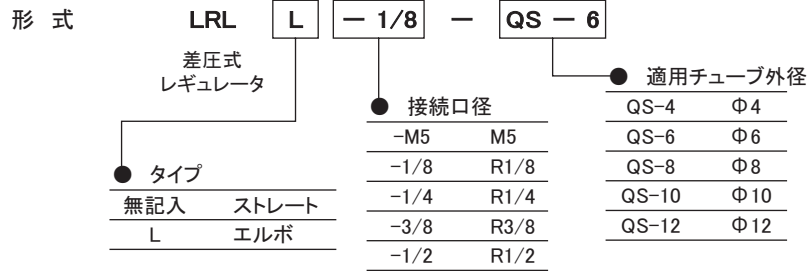 形 式 LRL L － 1/8 － QS － 6
差圧式
レギュレータ
適用チューブ外径
QS-4 Φ4
QS-6 Φ6
QS-8 Φ8
QS-10 Φ10
QS-12 Φ12
接続口径
-M5 M5
-1/8 R1/8
-1/4 R1/4
-3/8 R3/8
-1/2 R1/2
タイプ
無記入 ストレート
L エルボ